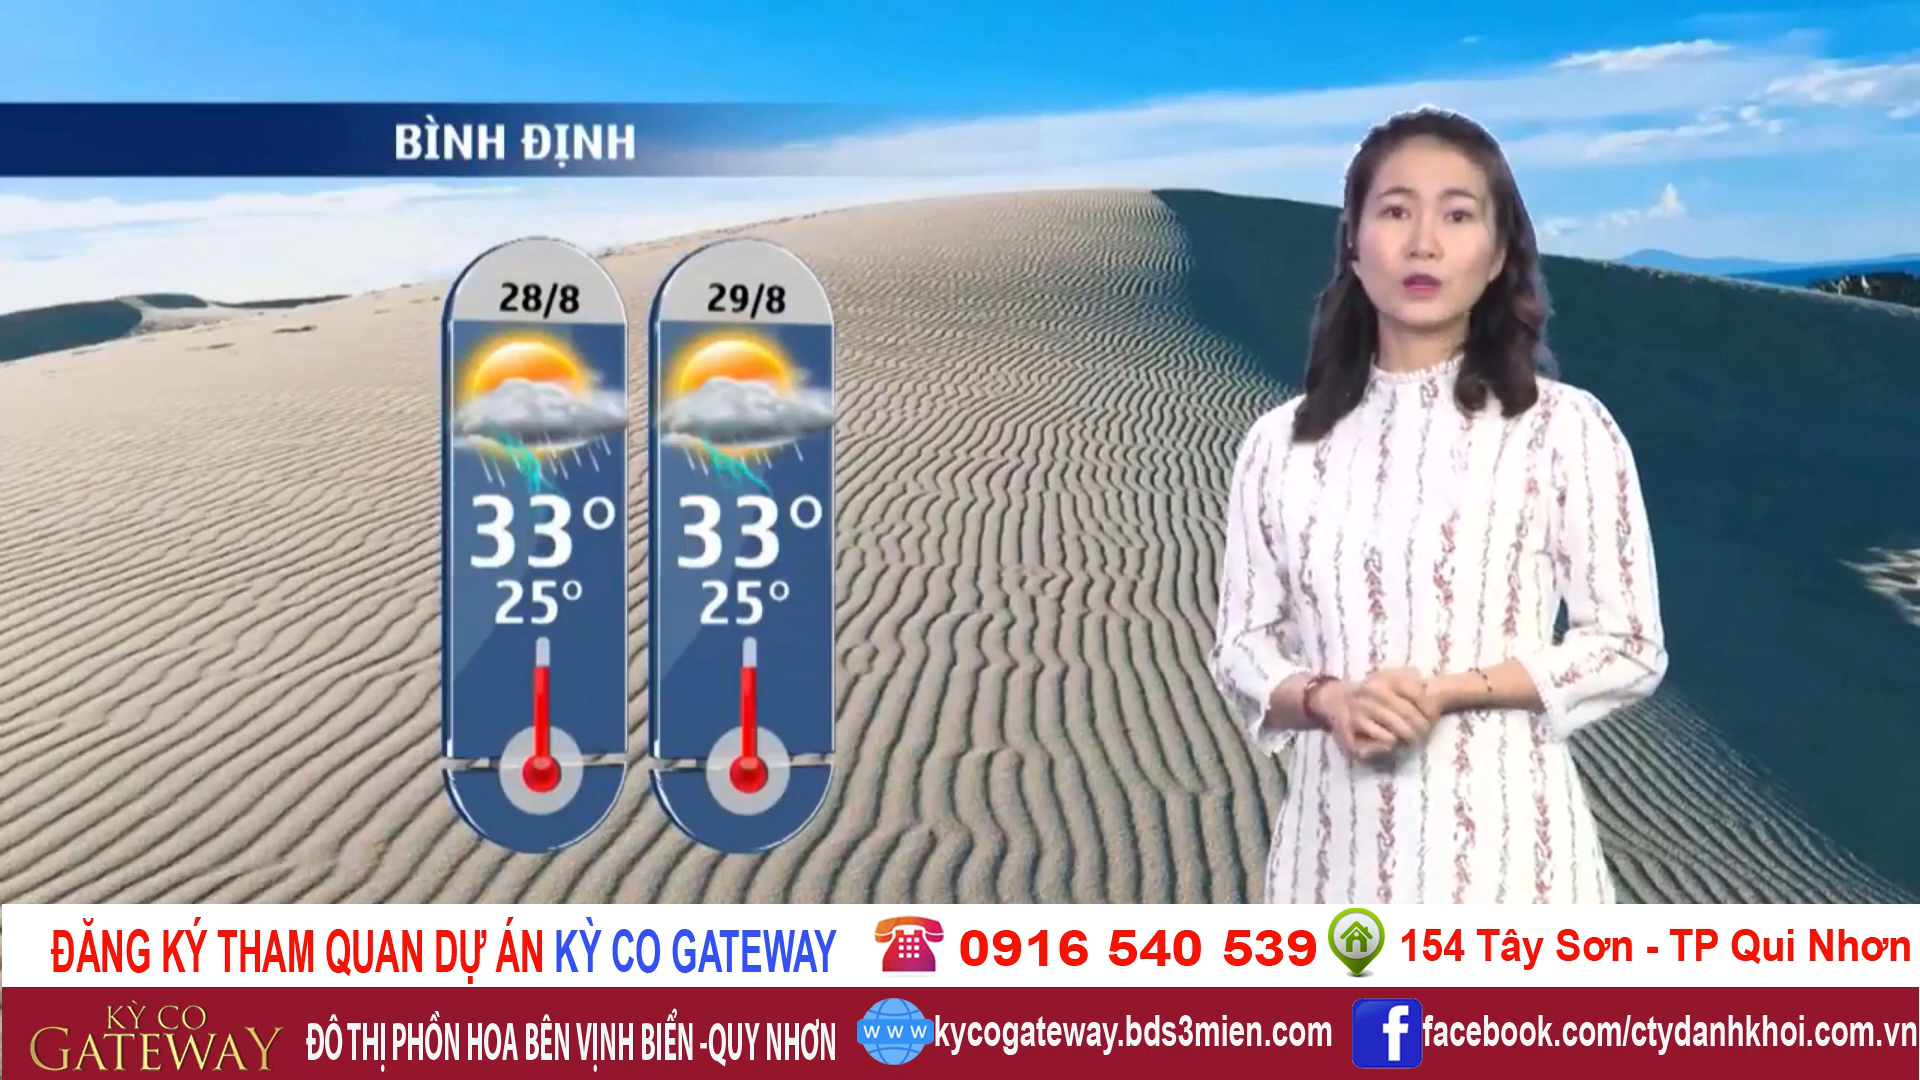 BÌNH ĐỊNH
28/8
33°
25°
29/8
33°
25°
ĐĂNG KÝ THAM QUAN DỰ ÁN KỲ CO GATEWAY
0916 540 539
154 Tây Sơn - TP Qui Nhơn
KỲ CO
GATEWAY
ĐÔ THỊ PHỒN HOA BÊN VỊNH BIỂN -QUY NHƠN
www
kycogateway.bds3mien.com
f
facebook.com/ctydanhkhoi.com.vn